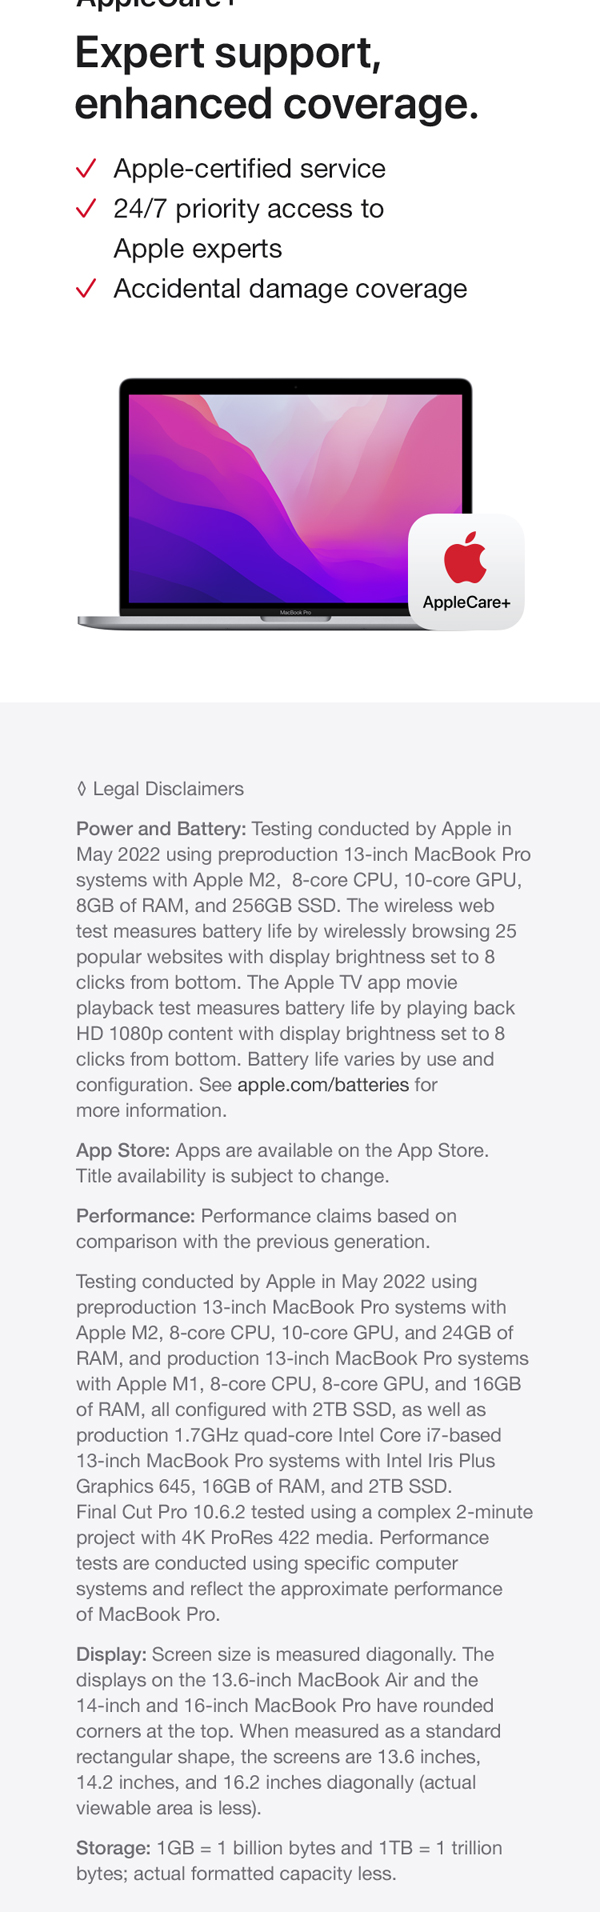 AppleCare+
Expert support,
enhanced coverage.
Apple-certified service
24/7 priority access to
Apple experts
Accidental damage coverage
MacBook Pro
AppleCare+
◊ Legal Disclaimers
Power and Battery: Testing conducted by Apple in
May 2022 using preproduction 13-inch MacBook Pro
systems with Apple M2,  8-core CPU, 10-core GPU,
8GB of RAM, and 256GB SSD. The wireless web
test measures battery life by wirelessly browsing 25
popular websites with display brightness set to 8
clicks from bottom. The Apple TV app movie
playback test measures battery life by playing back
HD 1080p content with display brightness set to 8
clicks from bottom. Battery life varies by use and
configuration. See apple.com/batteries for
more information.
App Store: Apps are available on the App Store.
Title availability is subject to change.
Performance: Performance claims based on
comparison with the previous generation.
Testing conducted by Apple in May 2022 using
preproduction 13-inch MacBook Pro systems with
Apple M2, 8-core CPU, 10-core GPU, and 24GB of
RAM, and production 13-inch MacBook Pro systems
with Apple M1, 8-core CPU, 8-core GPU, and 16GB
of RAM, all configured with 2TB SSD, as well as
production 1.7GHz quad-core Intel Core i7-based
13-inch MacBook Pro systems with Intel Iris Plus
Graphics 645, 16GB of RAM, and 2TB SSD.
Final Cut Pro 10.6.2 tested using a complex 2-minute
project with 4K ProRes 422 media. Performance
tests are conducted using specific computer
systems and reflect the approximate performance
of MacBook Pro.
Display: Screen size is measured diagonally. The
displays on the 13.6-inch MacBook Air and the
14-inch and 16-inch MacBook Pro have rounded
corners at the top. When measured as a standard
rectangular shape, the screens are 13.6 inches,
14.2 inches, and 16.2 inches diagonally (actual
viewable area is less).
Storage: 1GB = 1 billion bytes and 1TB = 1 trillion
bytes; actual formatted capacity less.